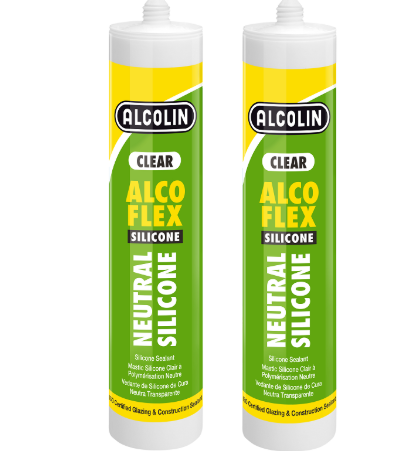 ALCOLIN
CLEAR
ALCO
FLEX
SILICONE
NEUTRAL
SILICONE
Silicone Sealant
Mastic Silicone Clair à
Polymérisation Neutre
Vedante de Silicone de Cura
Neutra Transparente
Certified Glazing & Construction
ALCOLIN
CLEAR
ALCO
FLEX
SILICONE
NEUTRAL
SILICONE
Silicone Sealant
Mastic Silicone Clair à
Polymérisation Neutre
Vedante de Silicone de Cura
Neutra Transparente
Certified Glazing & Construction